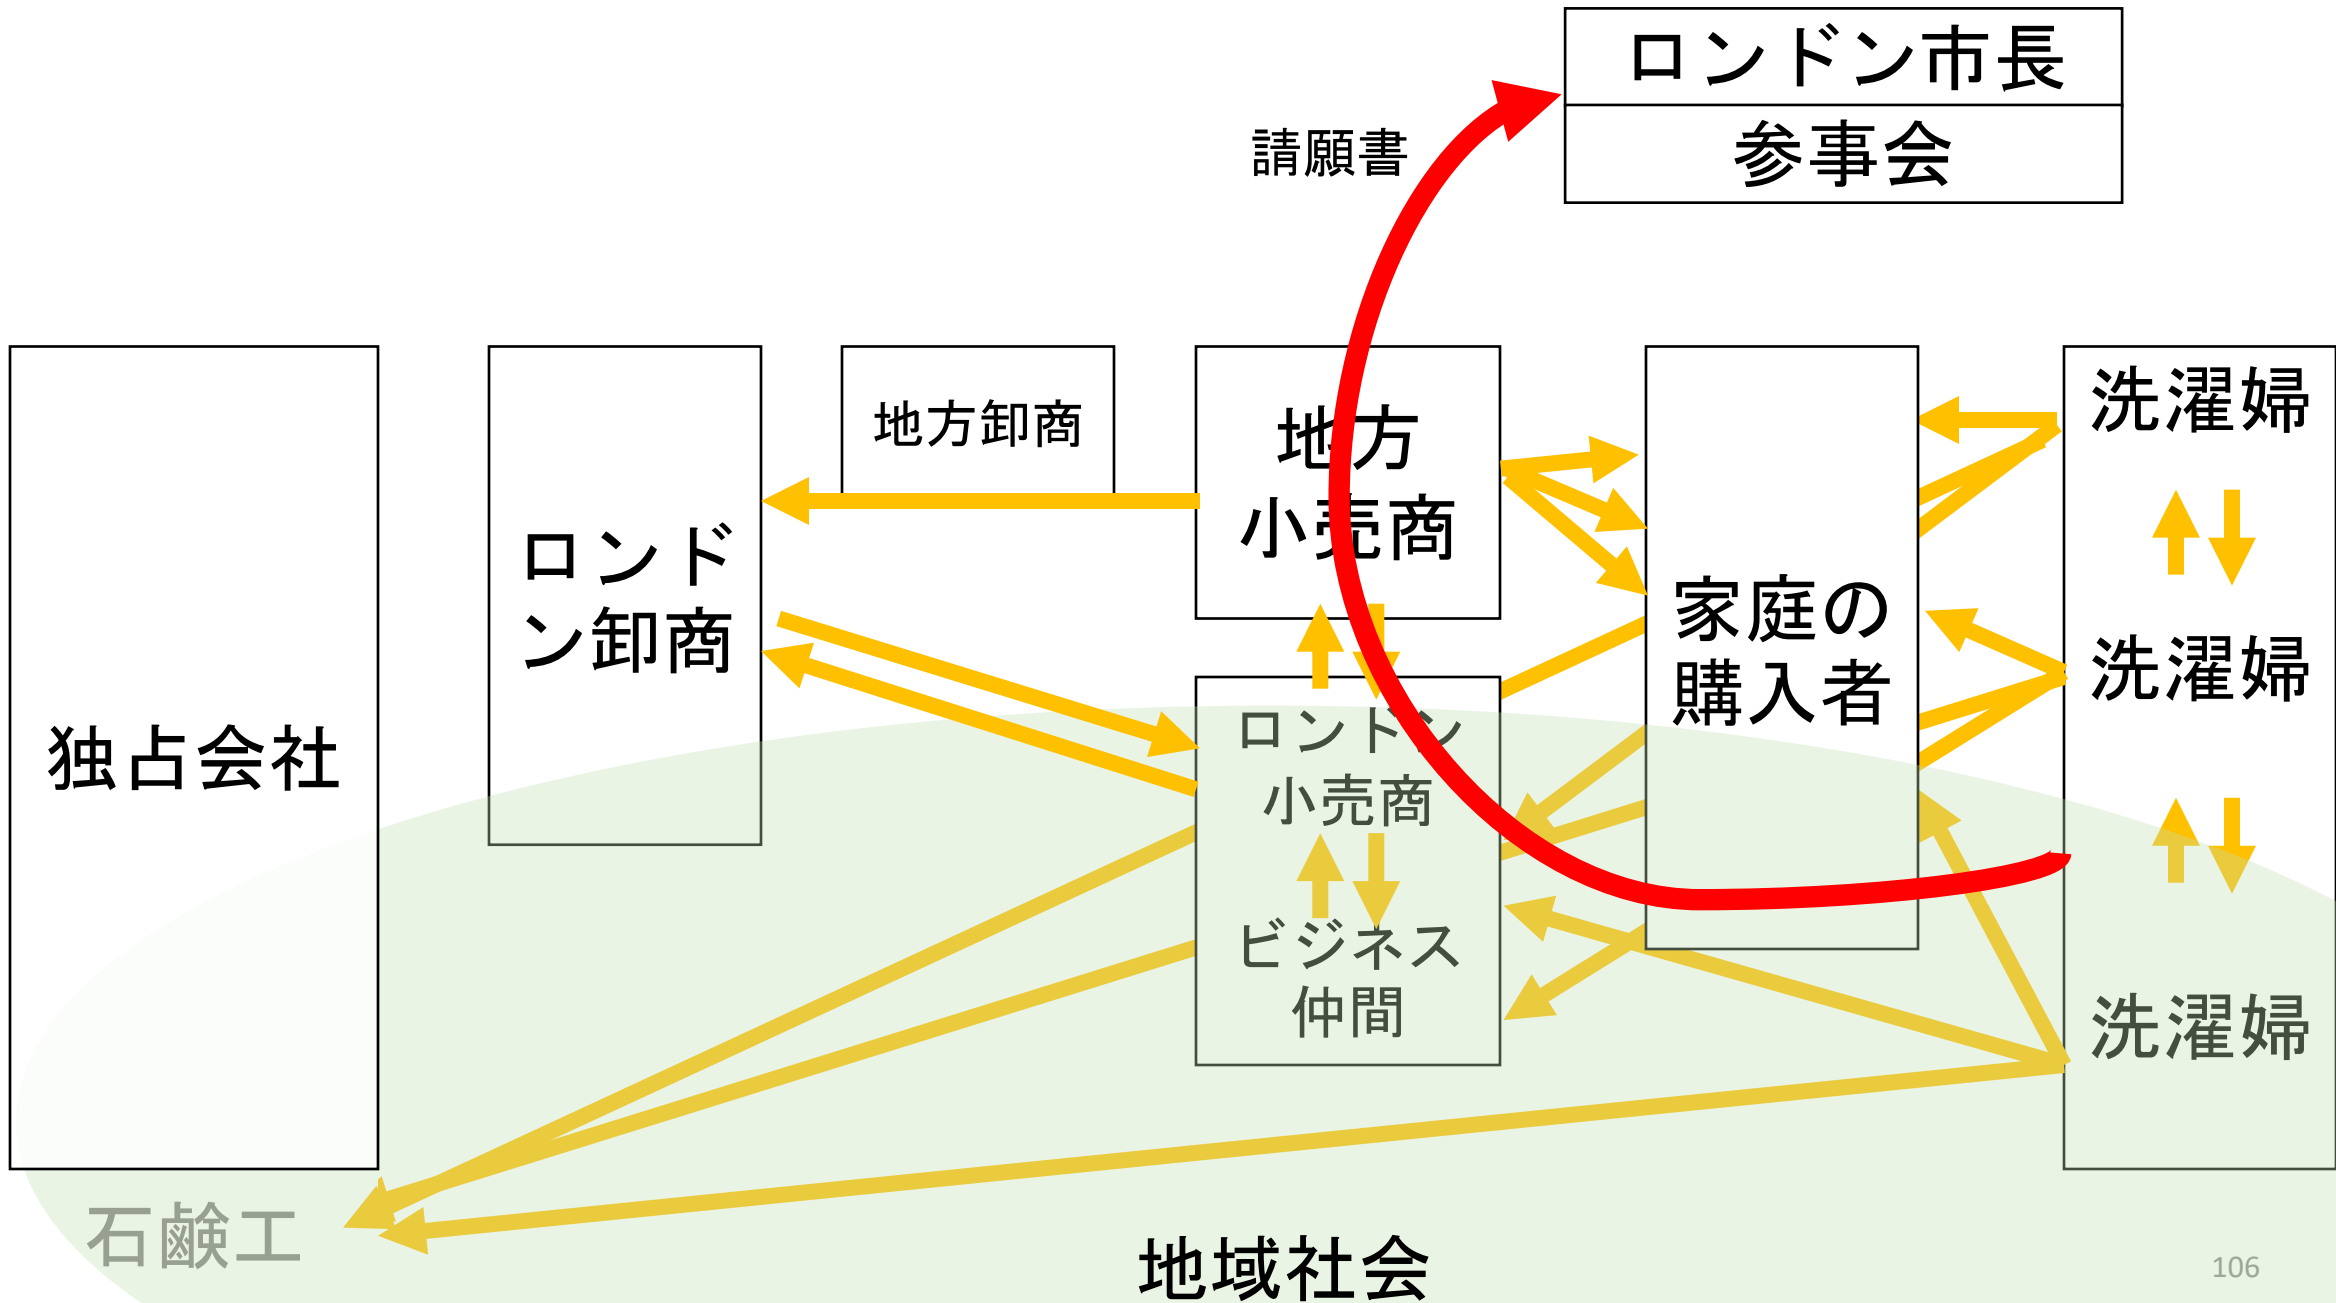 ロンドン市長
参事会
請願書
独占会社
ロンド
ン卸商
地方卸商
地方
小売商
ロンドン
小売商
ビジネス
仲間
家庭の
購入者
洗濯婦
洗濯婦
洗濯婦
石鹸工
地域社会
106